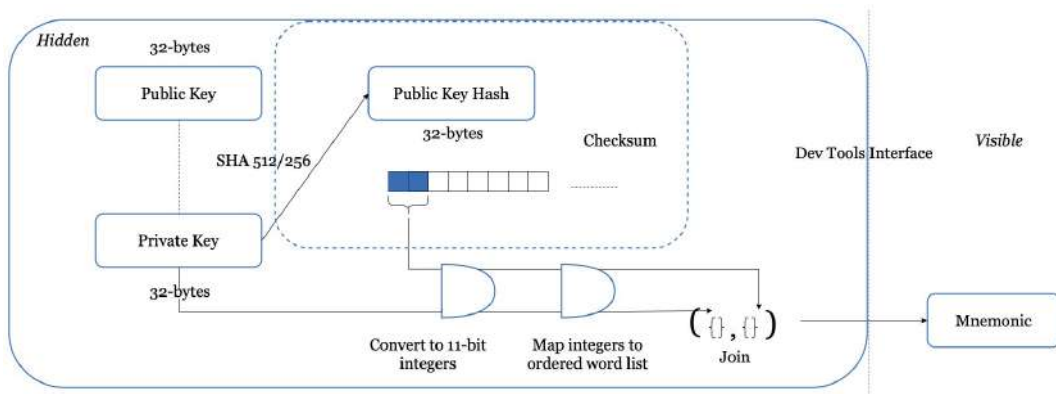 Hidden
32-bytes
Public Key
Public Key Hash
32-bytes
Checksum
SHA 512/256
Dev Tools Interface
Visible
Private Key
32-bytes
Convert to 11-bit
integers
Map integers to
ordered word list
( {} , {} )
Join
Mnemonic